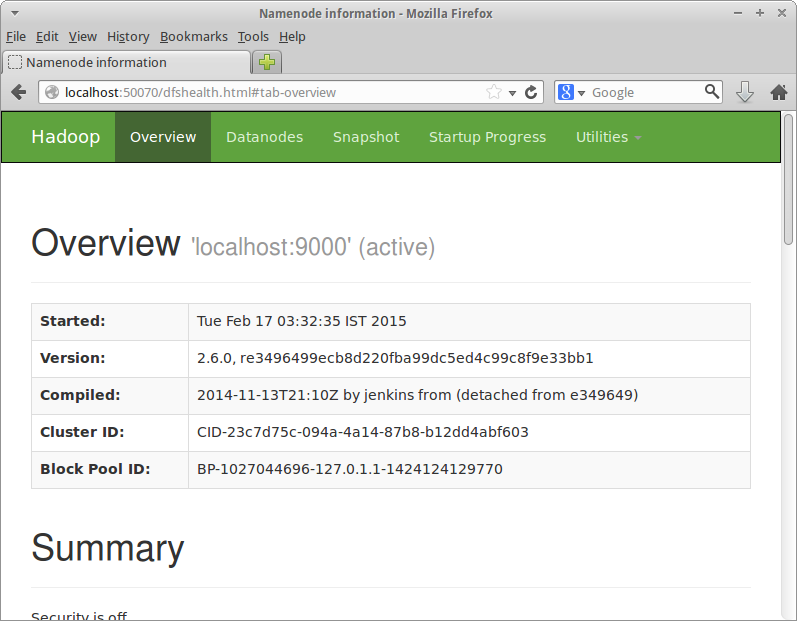 Namenode information - Mozilla Firefox
File Edit View History Bookmarks Tools Help
Namenode information
localhost:50070/dfshealth.html#tab-overview Google
Hadoop Overview Datanodes Snapshot Startup Progress Utilities
Overview 'localhost:9000' (active)
Started: Tue Feb 17 03:32:35 IST 2015
Version: 2.6.0, re3496499ecb8d220fba99dc5ed4c99c8f9e33bb1
Compiled: 2014-11-13T21:10Z by jenkins from (detached from e349649)
Cluster ID: CID-23c7d75c-094a-4a14-87b8-b12dd4abf603
Block Pool ID: BP-1027044696-127.0.1.1-1424124129770
Summary
Security is off